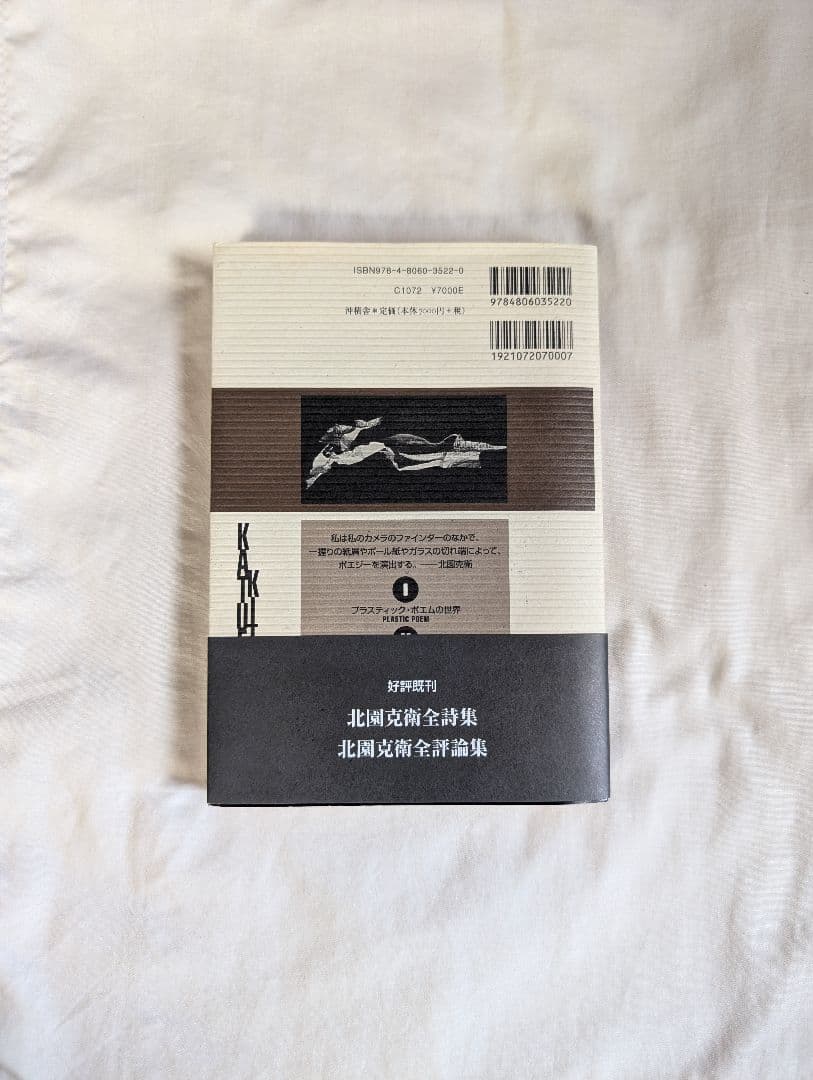 ISBN978-4-8060-3522-0
C1072 ¥7000E
沖積舎＊定価（本体7000円＋税）
9784806035220
1921072070007
私は私のカメラのファインダーのなかで、
一握りの紙屑やボール紙やガラスの切れ端によって、
ポエジーを演出する。——北園克衛
I
プラスティック・ポエムの世界
PLASTIC POEM
KATUE
KIT
好評既刊
北園克衛全詩集
北園克衛全評論集